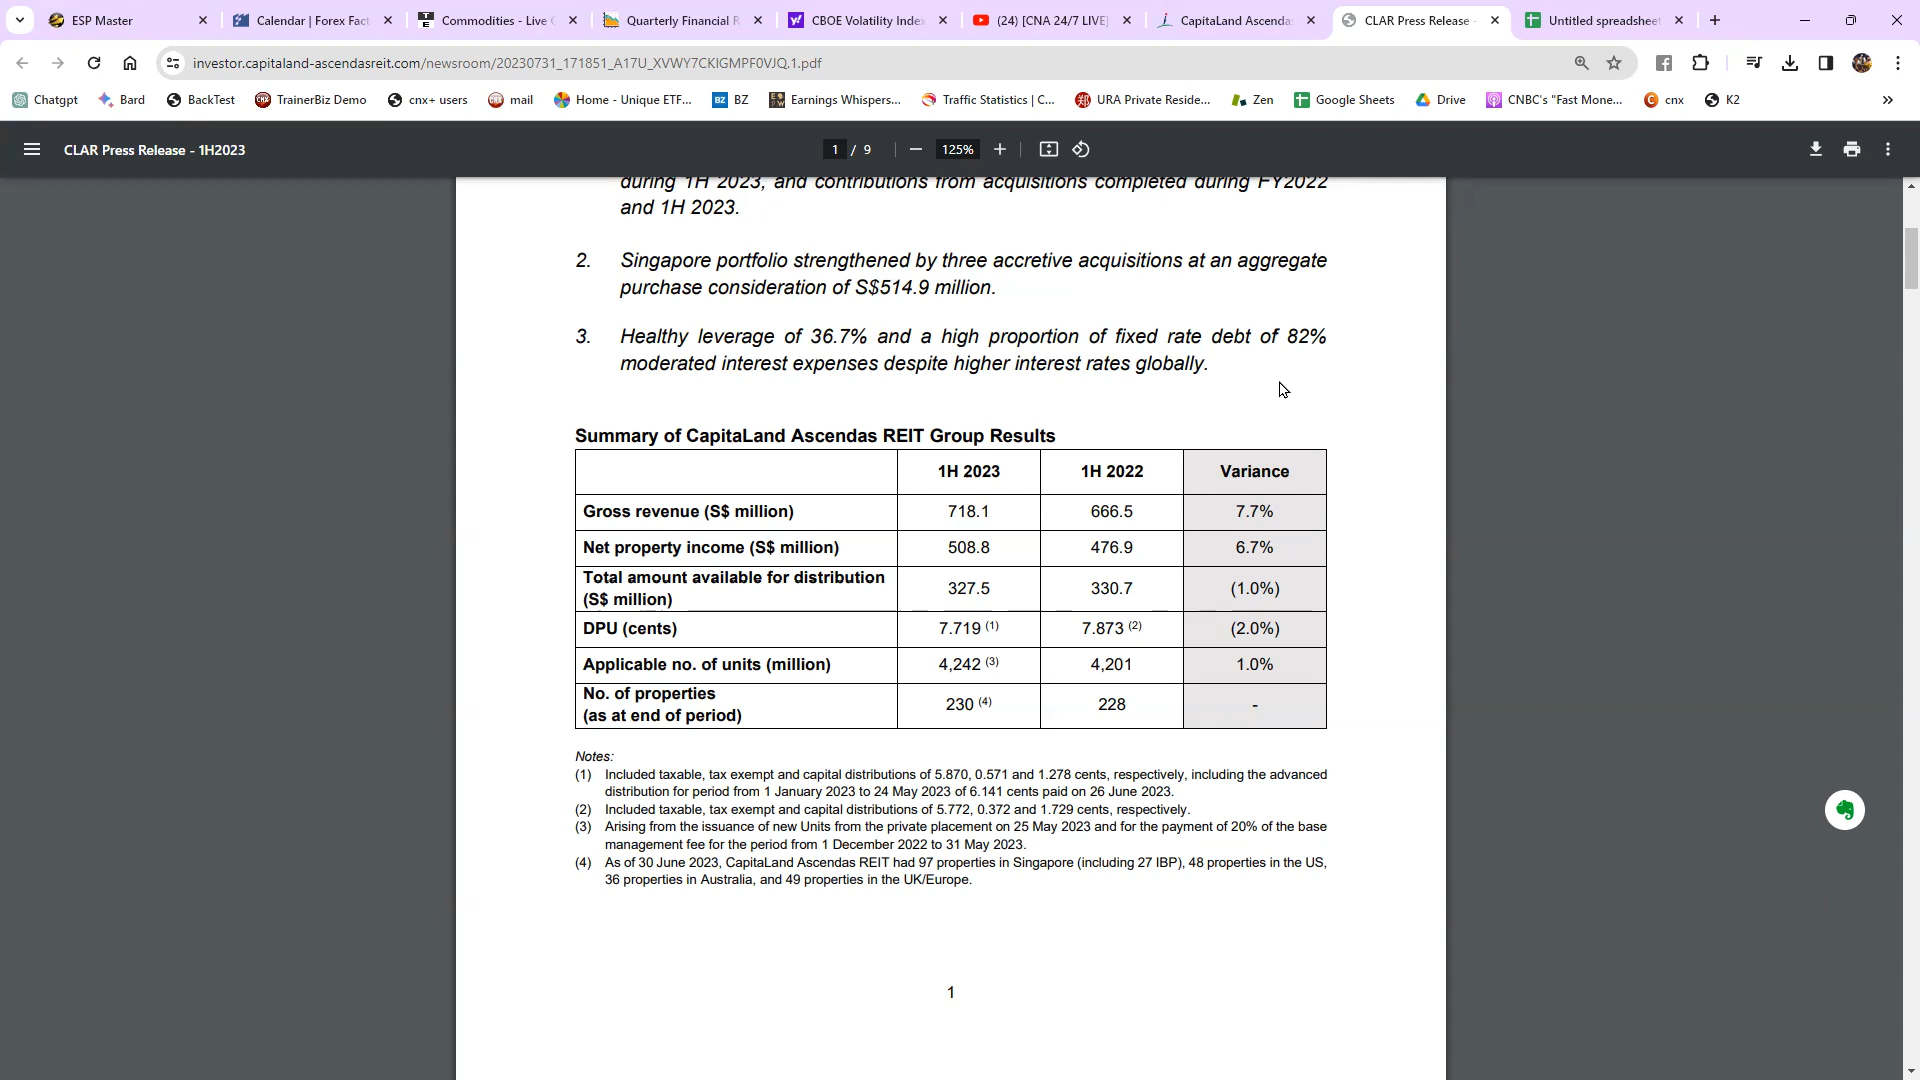 ESP Master
Calendar | Forex Fact
Commodities - Live
Quarterly Financial R
CBOE Volatility Index
(24) [CNA 24/7 LIVE]
CapitaLand Ascendas
CLAR Press Release -
Untitled spreadsheet
investor.capitaland-ascendasreit.com/newsroom/20230731_171851_A17U_XVWY7CKIGMPF0VJQ.1.pdf
Chatgpt
Bard
BackTest
TrainerBiz Demo
cnx+ users
mail
Home - Unique ETF...
BZ BZ
Earnings Whispers...
Traffic Statistics | C...
URA Private Reside...
Zen
Google Sheets
Drive
CNBC's "Fast Mone...
cnx
K2
CLAR Press Release - 1H2023
1 / 9
125%
during 1H 2023, and contributions from acquisitions completed during FY2022
and 1H 2023.
2. Singapore portfolio strengthened by three accretive acquisitions at an aggregate
purchase consideration of S$514.9 million.
3. Healthy leverage of 36.7% and a high proportion of fixed rate debt of 82%
moderated interest expenses despite higher interest rates globally.
Summary of CapitaLand Ascendas REIT Group Results
1H 2023 1H 2022 Variance
Gross revenue (S$ million) 718.1 666.5 7.7%
Net property income (S$ million) 508.8 476.9 6.7%
Total amount available for distribution
(S$ million) 327.5 330.7 (1.0%)
DPU (cents) 7.719 (1) 7.873 (2) (2.0%)
Applicable no. of units (million) 4,242 (3) 4,201 1.0%
No. of properties
(as at end of period) 230 (4) 228 -
Notes:
(1) Included taxable, tax exempt and capital distributions of 5.870, 0.571 and 1.278 cents, respectively, including the advanced
distribution for period from 1 January 2023 to 24 May 2023 of 6.141 cents paid on 26 June 2023.
(2) Included taxable, tax exempt and capital distributions of 5.772, 0.372 and 1.729 cents, respectively.
(3) Arising from the issuance of new Units from the private placement on 25 May 2023 and for the payment of 20% of the base
management fee for the period from 1 December 2022 to 31 May 2023.
(4) As of 30 June 2023, CapitaLand Ascendas REIT had 97 properties in Singapore (including 27 IBP), 48 properties in the US,
36 properties in Australia, and 49 properties in the UK/Europe.
1